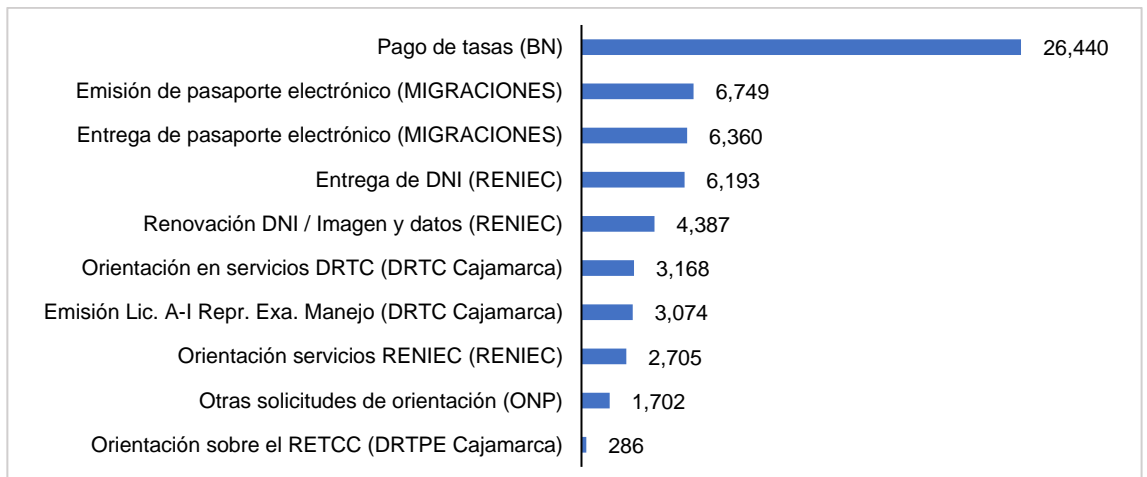 Pago de tasas (BN) 26,440
Emisión de pasaporte electrónico (MIGRACIONES) 6,749
Entrega de pasaporte electrónico (MIGRACIONES) 6,360
Entrega de DNI (RENIEC) 6,193
Renovación DNI / Imagen y datos (RENIEC) 4,387
Orientación en servicios DRTC (DRTC Cajamarca) 3,168
Emisión Lic. A-I Repr. Exa. Manejo (DRTC Cajamarca) 3,074
Orientación servicios RENIEC (RENIEC) 2,705
Otras solicitudes de orientación (ONP) 1,702
Orientación sobre el RETCC (DRTPE Cajamarca) 286